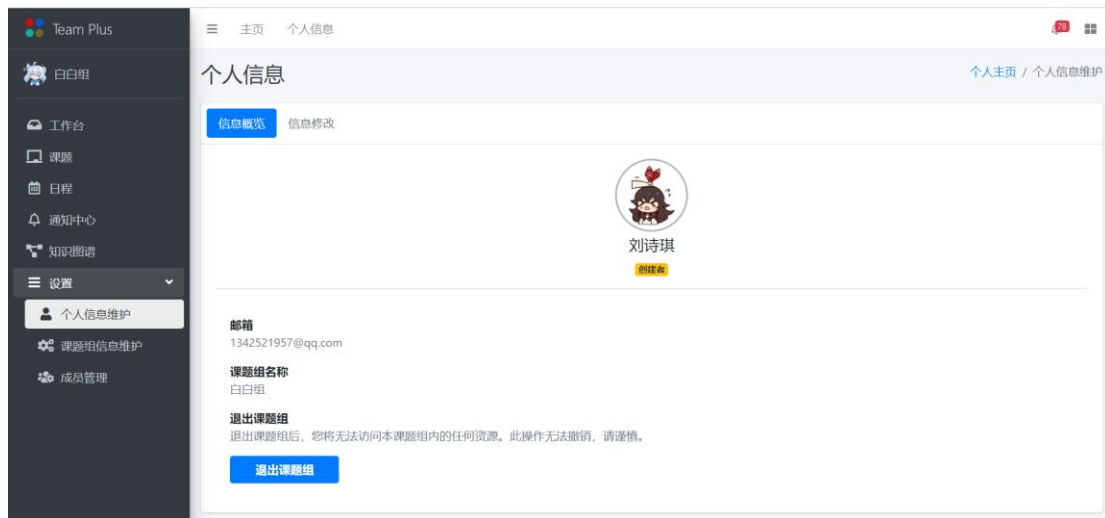 Team Plus
主页 个人信息
78
白白组
个人信息
个人主页 / 个人信息维护
工作台
课题
日程
通知中心
知识图谱
设置
个人信息维护
课题组信息维护
成员管理
信息概览 信息修改
刘诗琪
创建者
邮箱
1342521957@qq.com
课题组名称
白白组
退出课题组
退出课题组后，您将无法访问本课题组内的任何资源。此操作无法撤销，请谨慎。
退出课题组